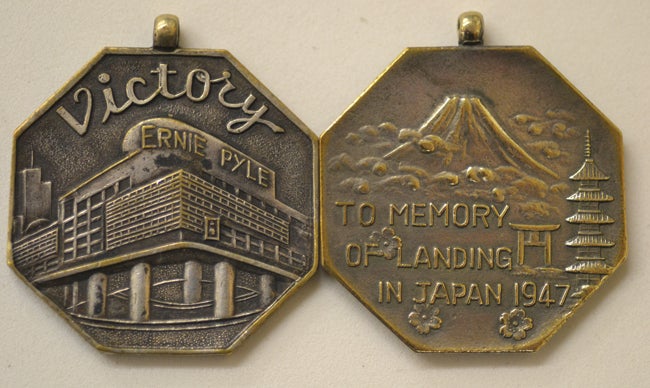 Victory
ERNIE PYLE
TO MEMORY
OF LANDING
IN JAPAN 1947